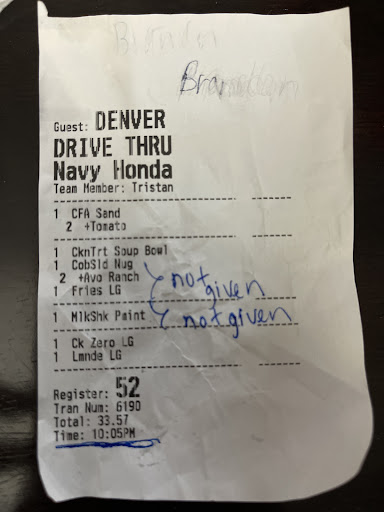 Guest: DENVER
DRIVE THRU
Navy Honda
Team Member: Tristan
1 CFA Sand
2 +Tomato
1 CknTrt Soup Bowl
1 CobSld Nug
2 +Avo Ranch
1 Fries LG
not given
1 MlkShk Pmint
not given
1 Ck Zero LG
1 Lmnde LG
Register: 52
Tran Num: 6190
Total: 33.57
Time: 10:05PM